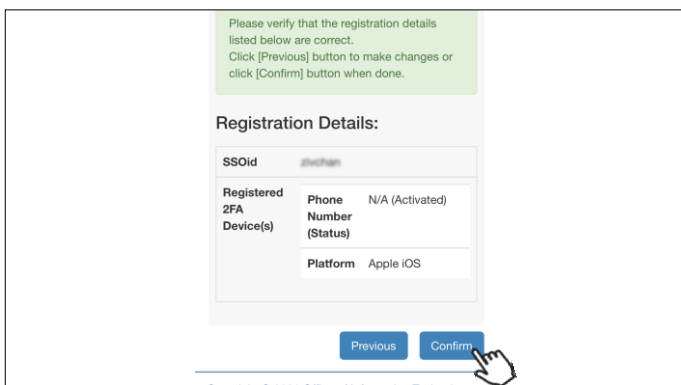 Please verify that the registration details
listed below are correct.
Click [Previous] button to make changes or
click [Confirm] button when done.
Registration Details:
SSOid zivchan
Registered
2FA
Device(s)
Phone
Number
(Status)
N/A (Activated)
Platform Apple iOS
Previous Confirm